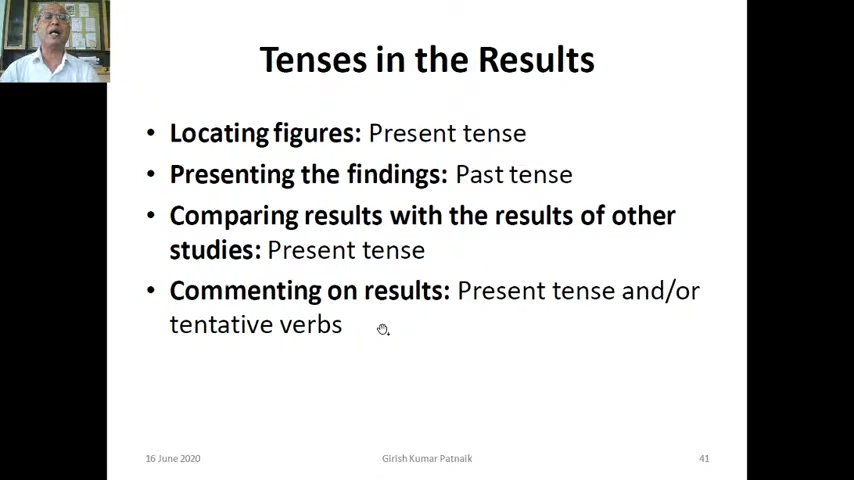 Tenses in the Results
• Locating figures: Present tense
• Presenting the findings: Past tense
• Comparing results with the results of other
studies: Present tense
• Commenting on results: Present tense and/or
tentative verbs
16 June 2020
Girish Kumar Patnaik
41